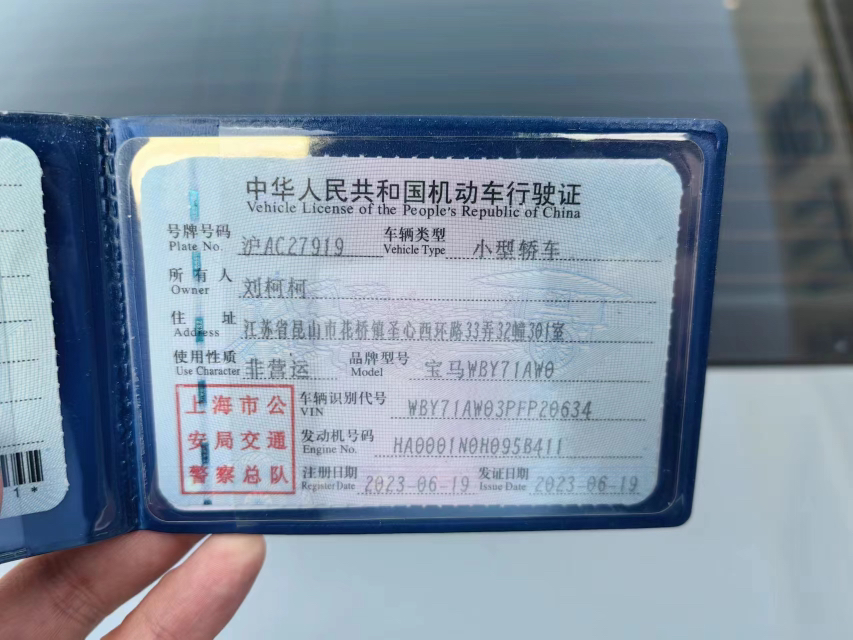 中华人民共和国机动车行驶证
Vehicle License of the People's Republic of China
号牌号码 沪AC27919 车辆类型 小型轿车
Plate No. Vehicle Type
所有人 刘柯柯
Owner
住址 江苏省昆山市花桥镇圣心西环路33弄32幢301室
Address
使用性质 非营运 品牌型号 宝马WBY71AW0
Use Character Model
上海市公
安局交通
警察总队
车辆识别代号 WBY71AW03PFP20634
VIN
发动机号码 HA0001N0H095B411
Engine No.
注册日期 2023-06-19 发证日期 2023-06-19
Register Date Issue Date
1*